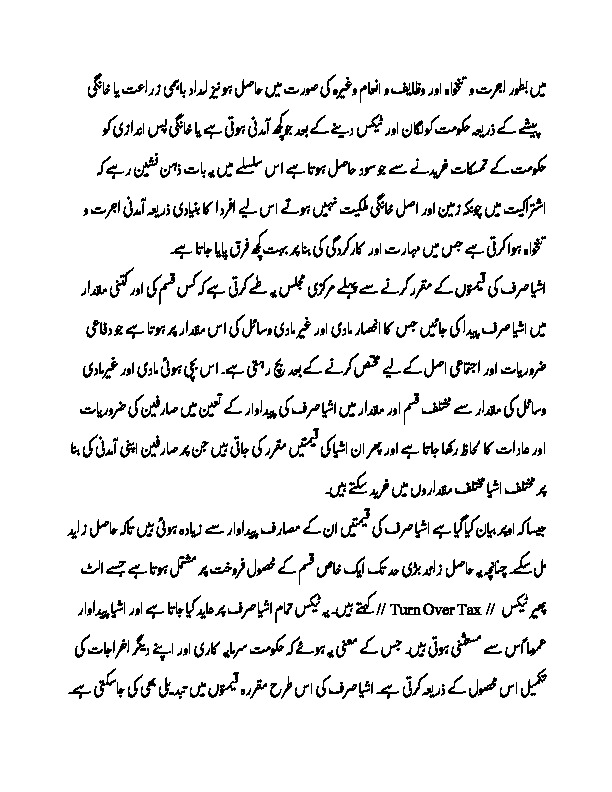 میں بطور اجرت و تنخواہ اور وظایف و انعام وغیرہ کی صورت میں حاصل ہو نیز امداد باہمی زراعت یا خانگی
پیشے کے ذریعہ حکومت کو لگان اور ٹیکس دینے کے بعد جو کچھ آمدنی ہوتی ہے یا خانگی پس اندازی کو
حکومت کے تمسکات خریدنے سے جو سود حاصل ہوتا ہے اس سلسلے میں یہ بات ذہن نشین رہے کہ
اشتراکیت میں چونکہ زمین اور اصل خانگی ملکیت نہیں ہوتے اس لیے افراد کا بنیادی ذریعہ آمدنی اجرت و
تنخواہ ہوا کرتی ہے جس میں مہارت اور کارکردگی کی بنا پر بہت کچھ فرق پایا جاتا ہے۔
اشیا صرف کی قیمتوں کے مقرر کرنے سے پہلے مرکزی مجلس یہ طے کرتی ہے کہ کس قسم کی اور کتنی مقدار
میں اشیا صرف پیدا کی جائیں جس کا انحصار مادی اور غیر مادی وسائل کی اس مقدار پر ہوتا ہے جو دفاعی
ضروریات اور اجتماعی اصل کے لیے مختص کرنے کے بعد بچ رہتی ہے۔ اس بچی ہوئی مادی اور غیر مادی
وسائل کی مقدار سے مختلف قسم اور مقدار میں اشیا صرف کی پیداوار کے تعین میں صارفین کی ضروریات
اور عادات کا لحاظ رکھا جاتا ہے اور پھر ان اشیا کی قیمتیں مقرر کی جاتی ہیں جن پر صارفین اپنی آمدنی کی بنا
پر مختلف اشیا مختلف مقداروں میں خرید سکتے ہیں۔
جیسا کہ اوپر بیان کیا گیا ہے اشیا صرف کی قیمتیں ان کے مصارف پیداوار سے زیادہ ہوتی ہیں تاکہ حاصل زاید
مل سکے۔ چنانچہ یہ حاصل زائد بڑی حد تک ایک خاص قسم کے محصول فروخت پر مشتمل ہوتا ہے جسے الٹ
پھیر ٹیکس // Turn Over Tax // کہتے ہیں۔ یہ ٹیکس تمام اشیا صرف پر عاید کیا جاتا ہے اور اشیا پیداوار
عموماً اس سے مستثنیٰ ہوتی ہیں۔ جس کے معنی یہ ہوئے کہ حکومت سرمایہ کاری اور اپنے دیگر اخراجات کی
تکمیل اس محصول کے ذریعہ کرتی ہے۔ اشیا صرف کی اس طرح مقررہ قیمتوں میں تبدیلی بھی کی جاسکتی ہے۔